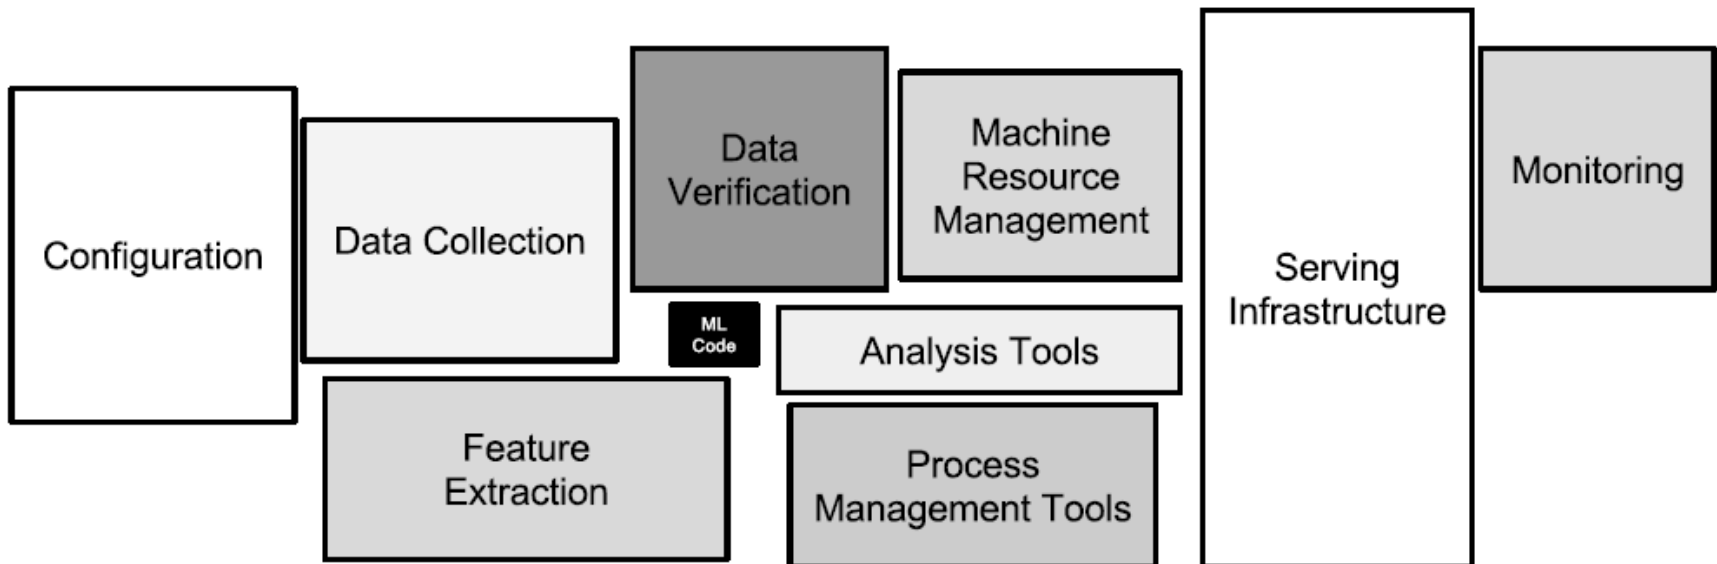 Configuration
Data Collection
Data
Verification
Machine
Resource
Management
Serving
Infrastructure
Monitoring
ML
Code
Analysis Tools
Feature
Extraction
Process
Management Tools